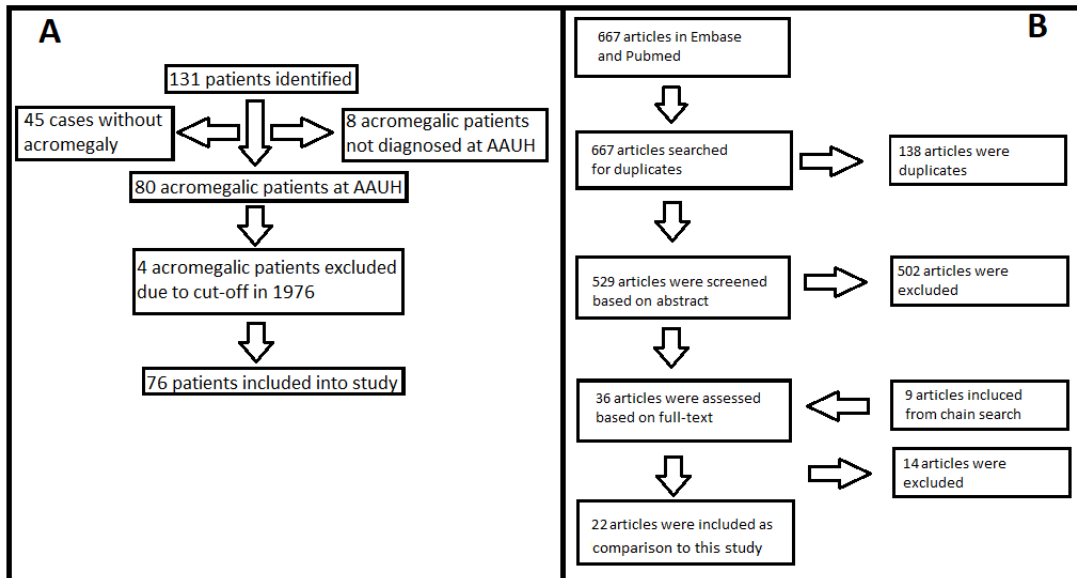 A
131 patients identified
45 cases without
acromegaly
8 acromegalic patients
not diagnosed at AAUH
80 acromegalic patients at AAUH
4 acromegalic patients excluded
due to cut-off in 1976
76 patients included into study
B
667 articles in Embase
and Pubmed
667 articles searched
for duplicates
138 articles were
duplicates
529 articles were screened
based on abstract
502 articles were
excluded
36 articles were assessed
based on full-text
9 articles incluced
from chain search
14 articles were
excluded
22 articles were included as
comparison to this study